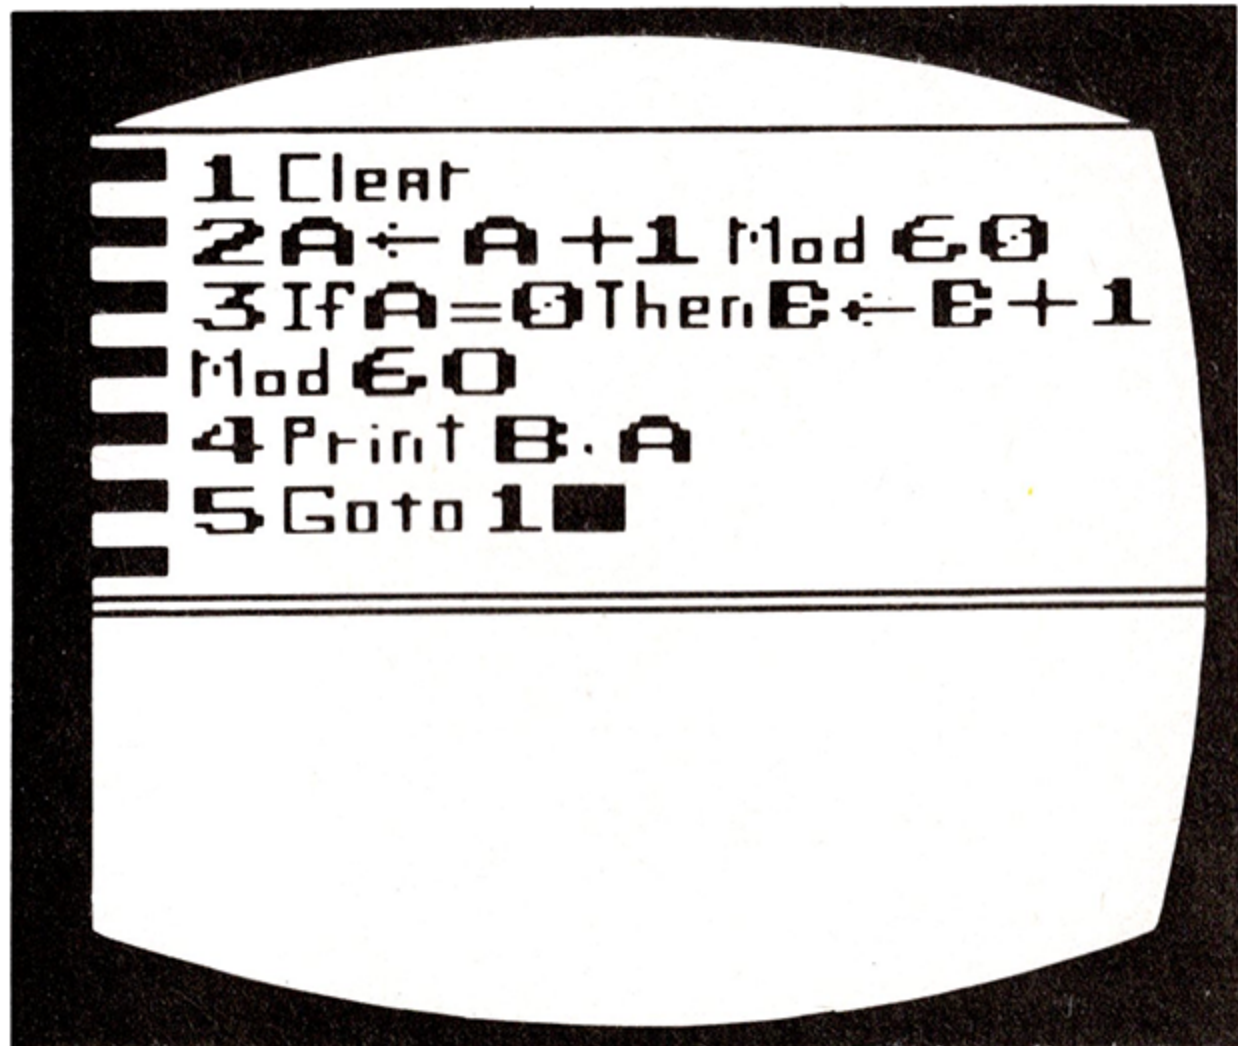 1 Clear
2 A ← A + 1 Mod 60
3 If A = 0 Then B ← B + 1
Mod 60
4 Print B, A
5 Goto 1